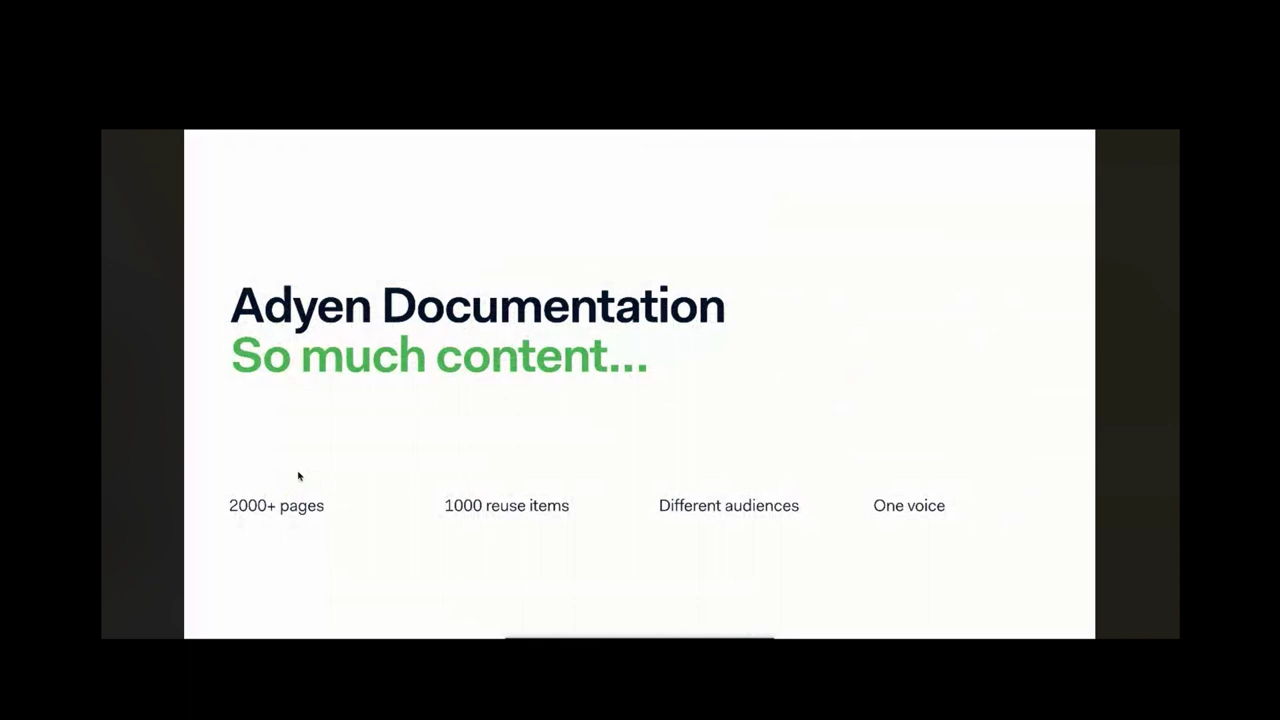 Adyen Documentation
So much content...
2000+ pages
1000 reuse items
Different audiences
One voice